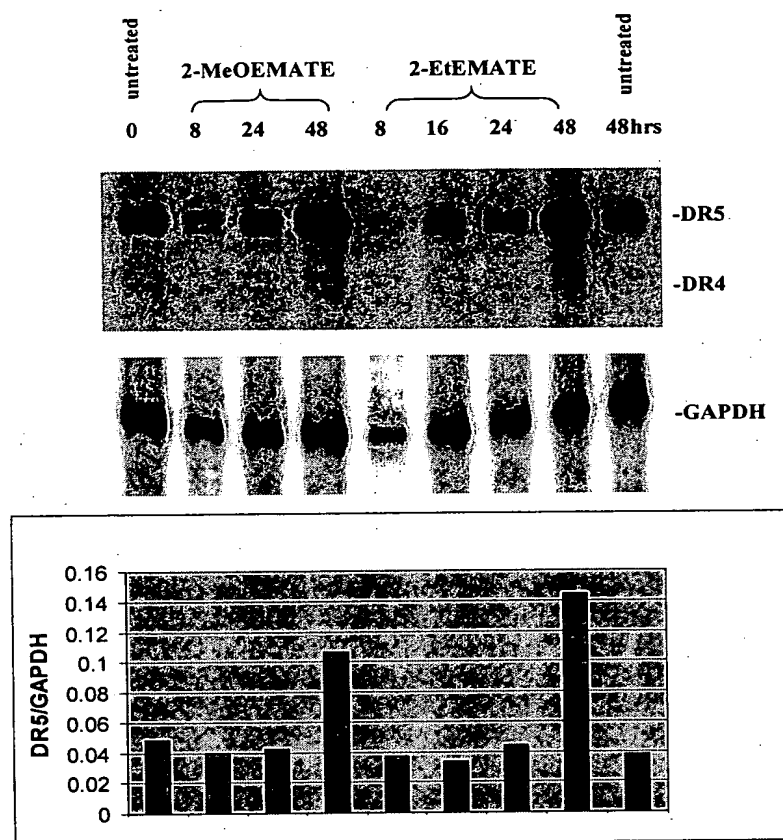 untreated
untreated
2-MeOEMATE
2-EtEMATE
0 8 24 48 8 16 24 48 48hrs
-DR5
-DR4
-GAPDH
DR5/GAPDH
0.16
0.14
0.12
0.1
0.08
0.06
0.04
0.02
0